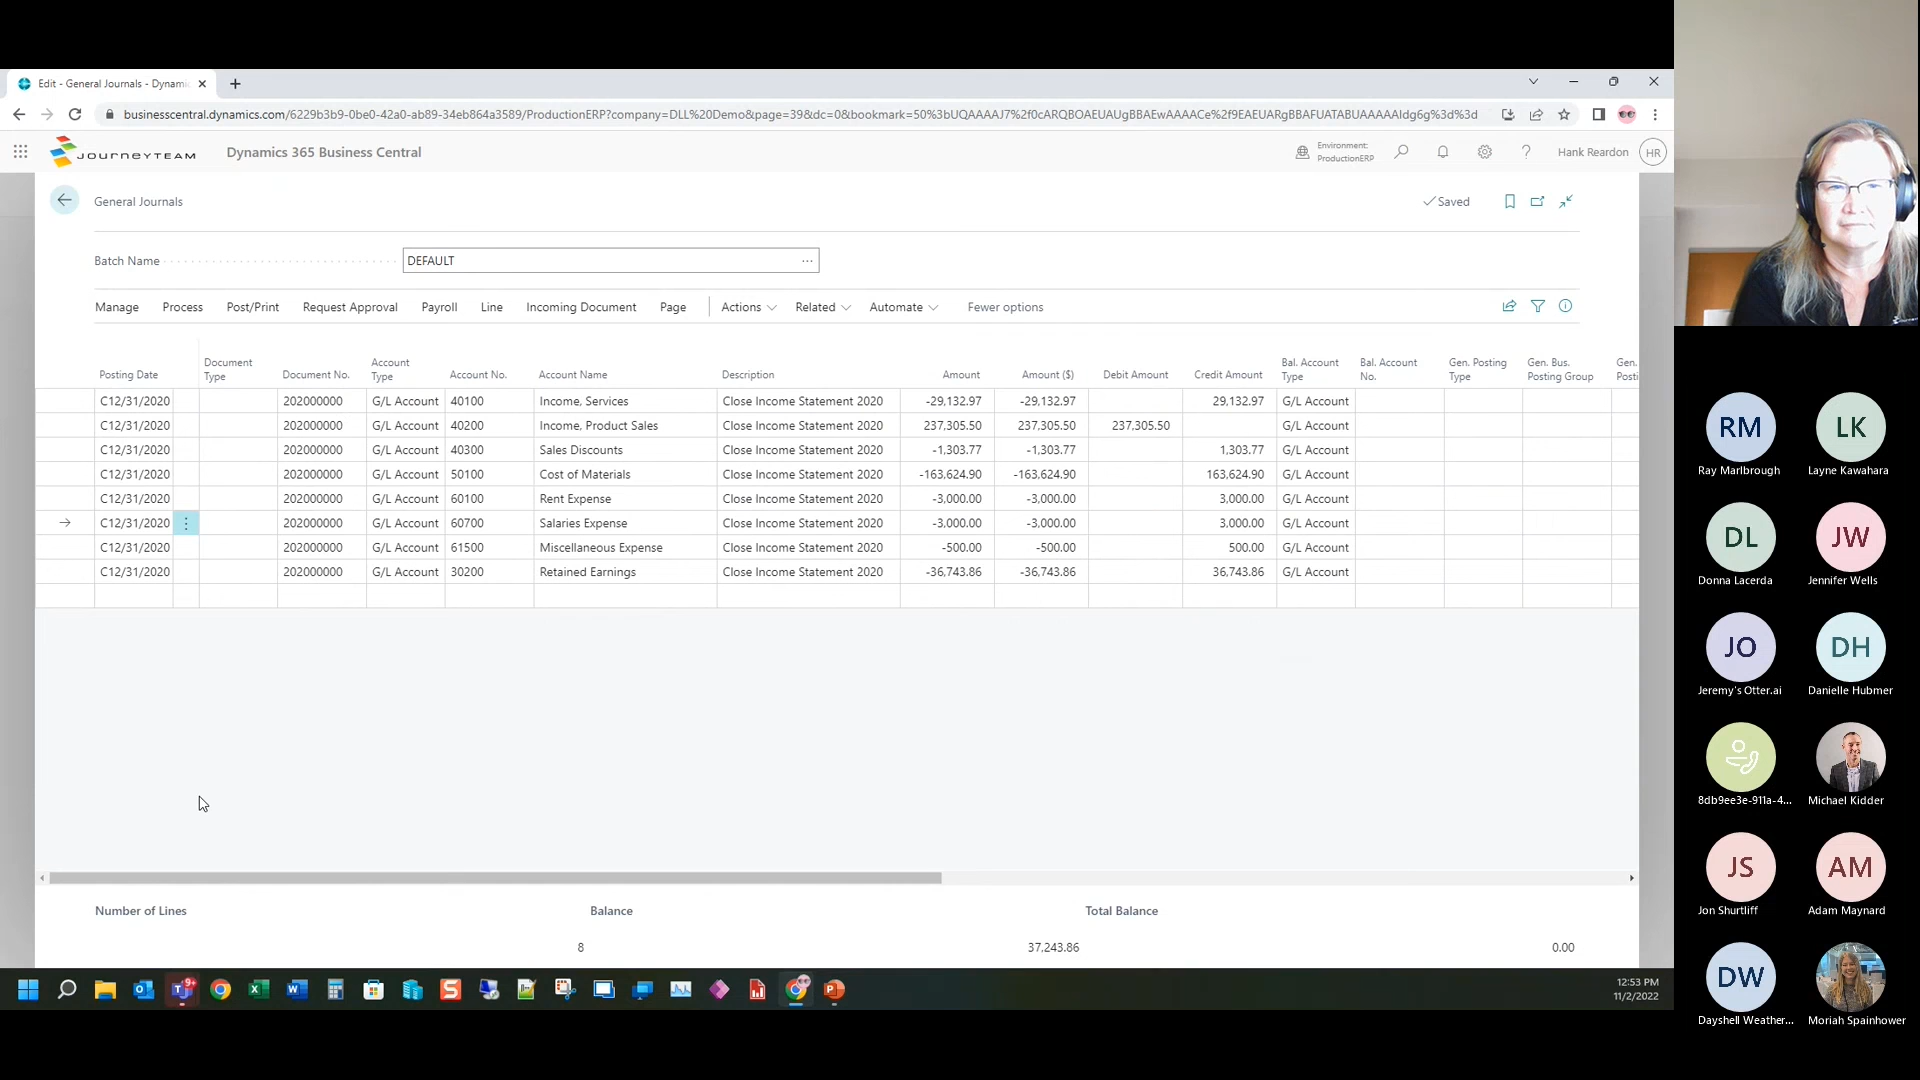 Edit - General Journals - Dynamic
businesscentral.dynamics.com/6229b3b9-0be0-42a0-ab89-34eb864a3589/ProductionERP?company=DLL%20Demo&page=39&dc=0&bookmark=50%3bUQAAAAJ7%2f0cARQBOAEUAUgBBAEwAAAACe%2f9EAEUARgBBAFUATABUAAAAAIdg6g%3d%3d
JOURNEYTEAM
Dynamics 365 Business Central
Environment:
ProductionERP
Hank Reardon
HR
General Journals
Saved
Batch Name
DEFAULT
Manage Process Post/Print Request Approval Payroll Line Incoming Document Page Actions Related Automate Fewer options
Posting Date Document Type Document No. Account Type Account No. Account Name Description Amount Amount ($) Debit Amount Credit Amount Bal. Account Type Bal. Account No. Gen. Posting Type Gen. Bus. Posting Group Gen. Posti
C12/31/2020 202000000 G/L Account 40100 Income, Services Close Income Statement 2020 -29,132.97 -29,132.97 29,132.97 G/L Account
C12/31/2020 202000000 G/L Account 40200 Income, Product Sales Close Income Statement 2020 237,305.50 237,305.50 237,305.50 G/L Account
C12/31/2020 202000000 G/L Account 40300 Sales Discounts Close Income Statement 2020 -1,303.77 -1,303.77 1,303.77 G/L Account
C12/31/2020 202000000 G/L Account 50100 Cost of Materials Close Income Statement 2020 -163,624.90 -163,624.90 163,624.90 G/L Account
C12/31/2020 202000000 G/L Account 60100 Rent Expense Close Income Statement 2020 -3,000.00 -3,000.00 3,000.00 G/L Account
C12/31/2020 202000000 G/L Account 60700 Salaries Expense Close Income Statement 2020 -3,000.00 -3,000.00 3,000.00 G/L Account
C12/31/2020 202000000 G/L Account 61500 Miscellaneous Expense Close Income Statement 2020 -500.00 -500.00 500.00 G/L Account
C12/31/2020 202000000 G/L Account 30200 Retained Earnings Close Income Statement 2020 -36,743.86 -36,743.86 36,743.86 G/L Account
Number of Lines Balance Total Balance
8 37,243.86 0.00
9+
12:53 PM
11/2/2022
RM LK
Ray Marlbrough Layne Kawahara
DL JW
Donna Lacerda Jennifer Wells
JO DH
Jeremy's Otter.ai Danielle Hubmer
8db9ee3e-911a-4... Michael Kidder
JS AM
Jon Shurtliff Adam Maynard
DW
Dayshell Weather... Moriah Spainhower